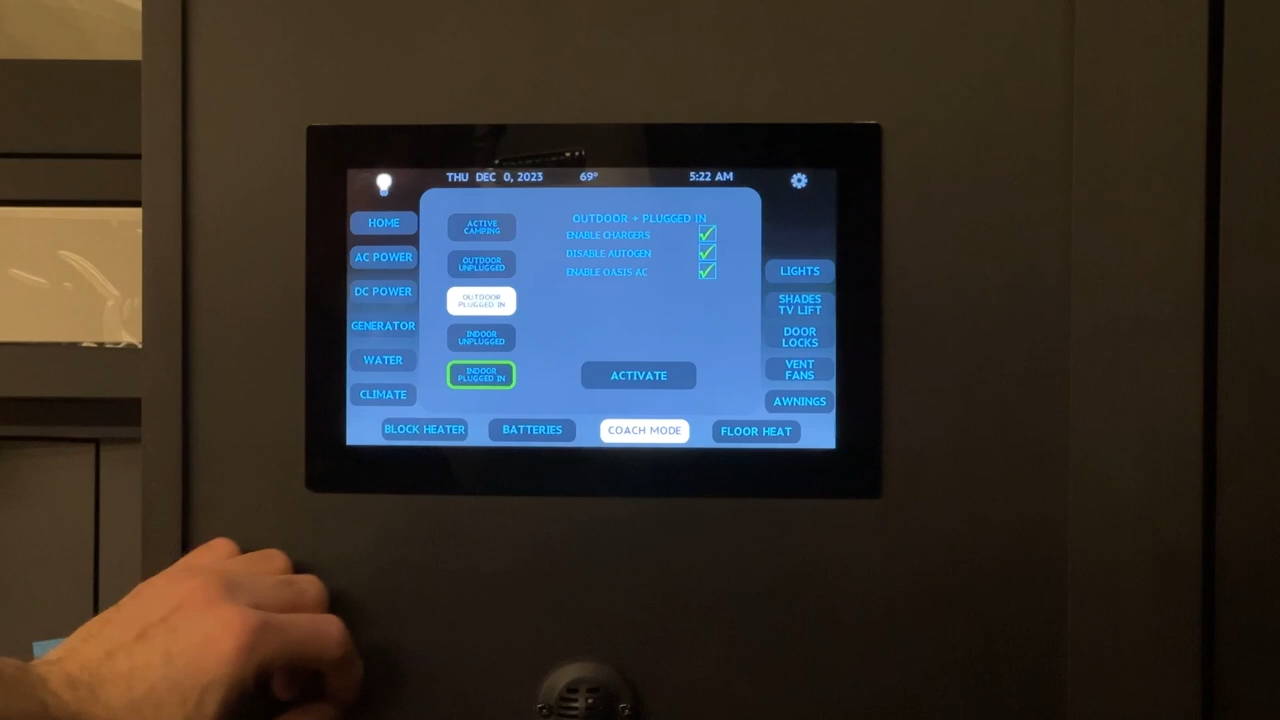 THU DEC 0, 2023 69° 5:22 AM
HOME
AC POWER
DC POWER
GENERATOR
WATER
CLIMATE
ACTIVE
CAMPING
OUTDOOR
UNPLUGGED
OUTDOOR
PLUGGED IN
INDOOR
UNPLUGGED
INDOOR
PLUGGED IN
OUTDOOR + PLUGGED IN
ENABLE CHARGERS
DISABLE AUTOGEN
ENABLE OASIS AC
ACTIVATE
LIGHTS
SHADES
TV LIFT
DOOR
LOCKS
VENT
FANS
AWNINGS
BLOCK HEATER
BATTERIES
COACH MODE
FLOOR HEAT